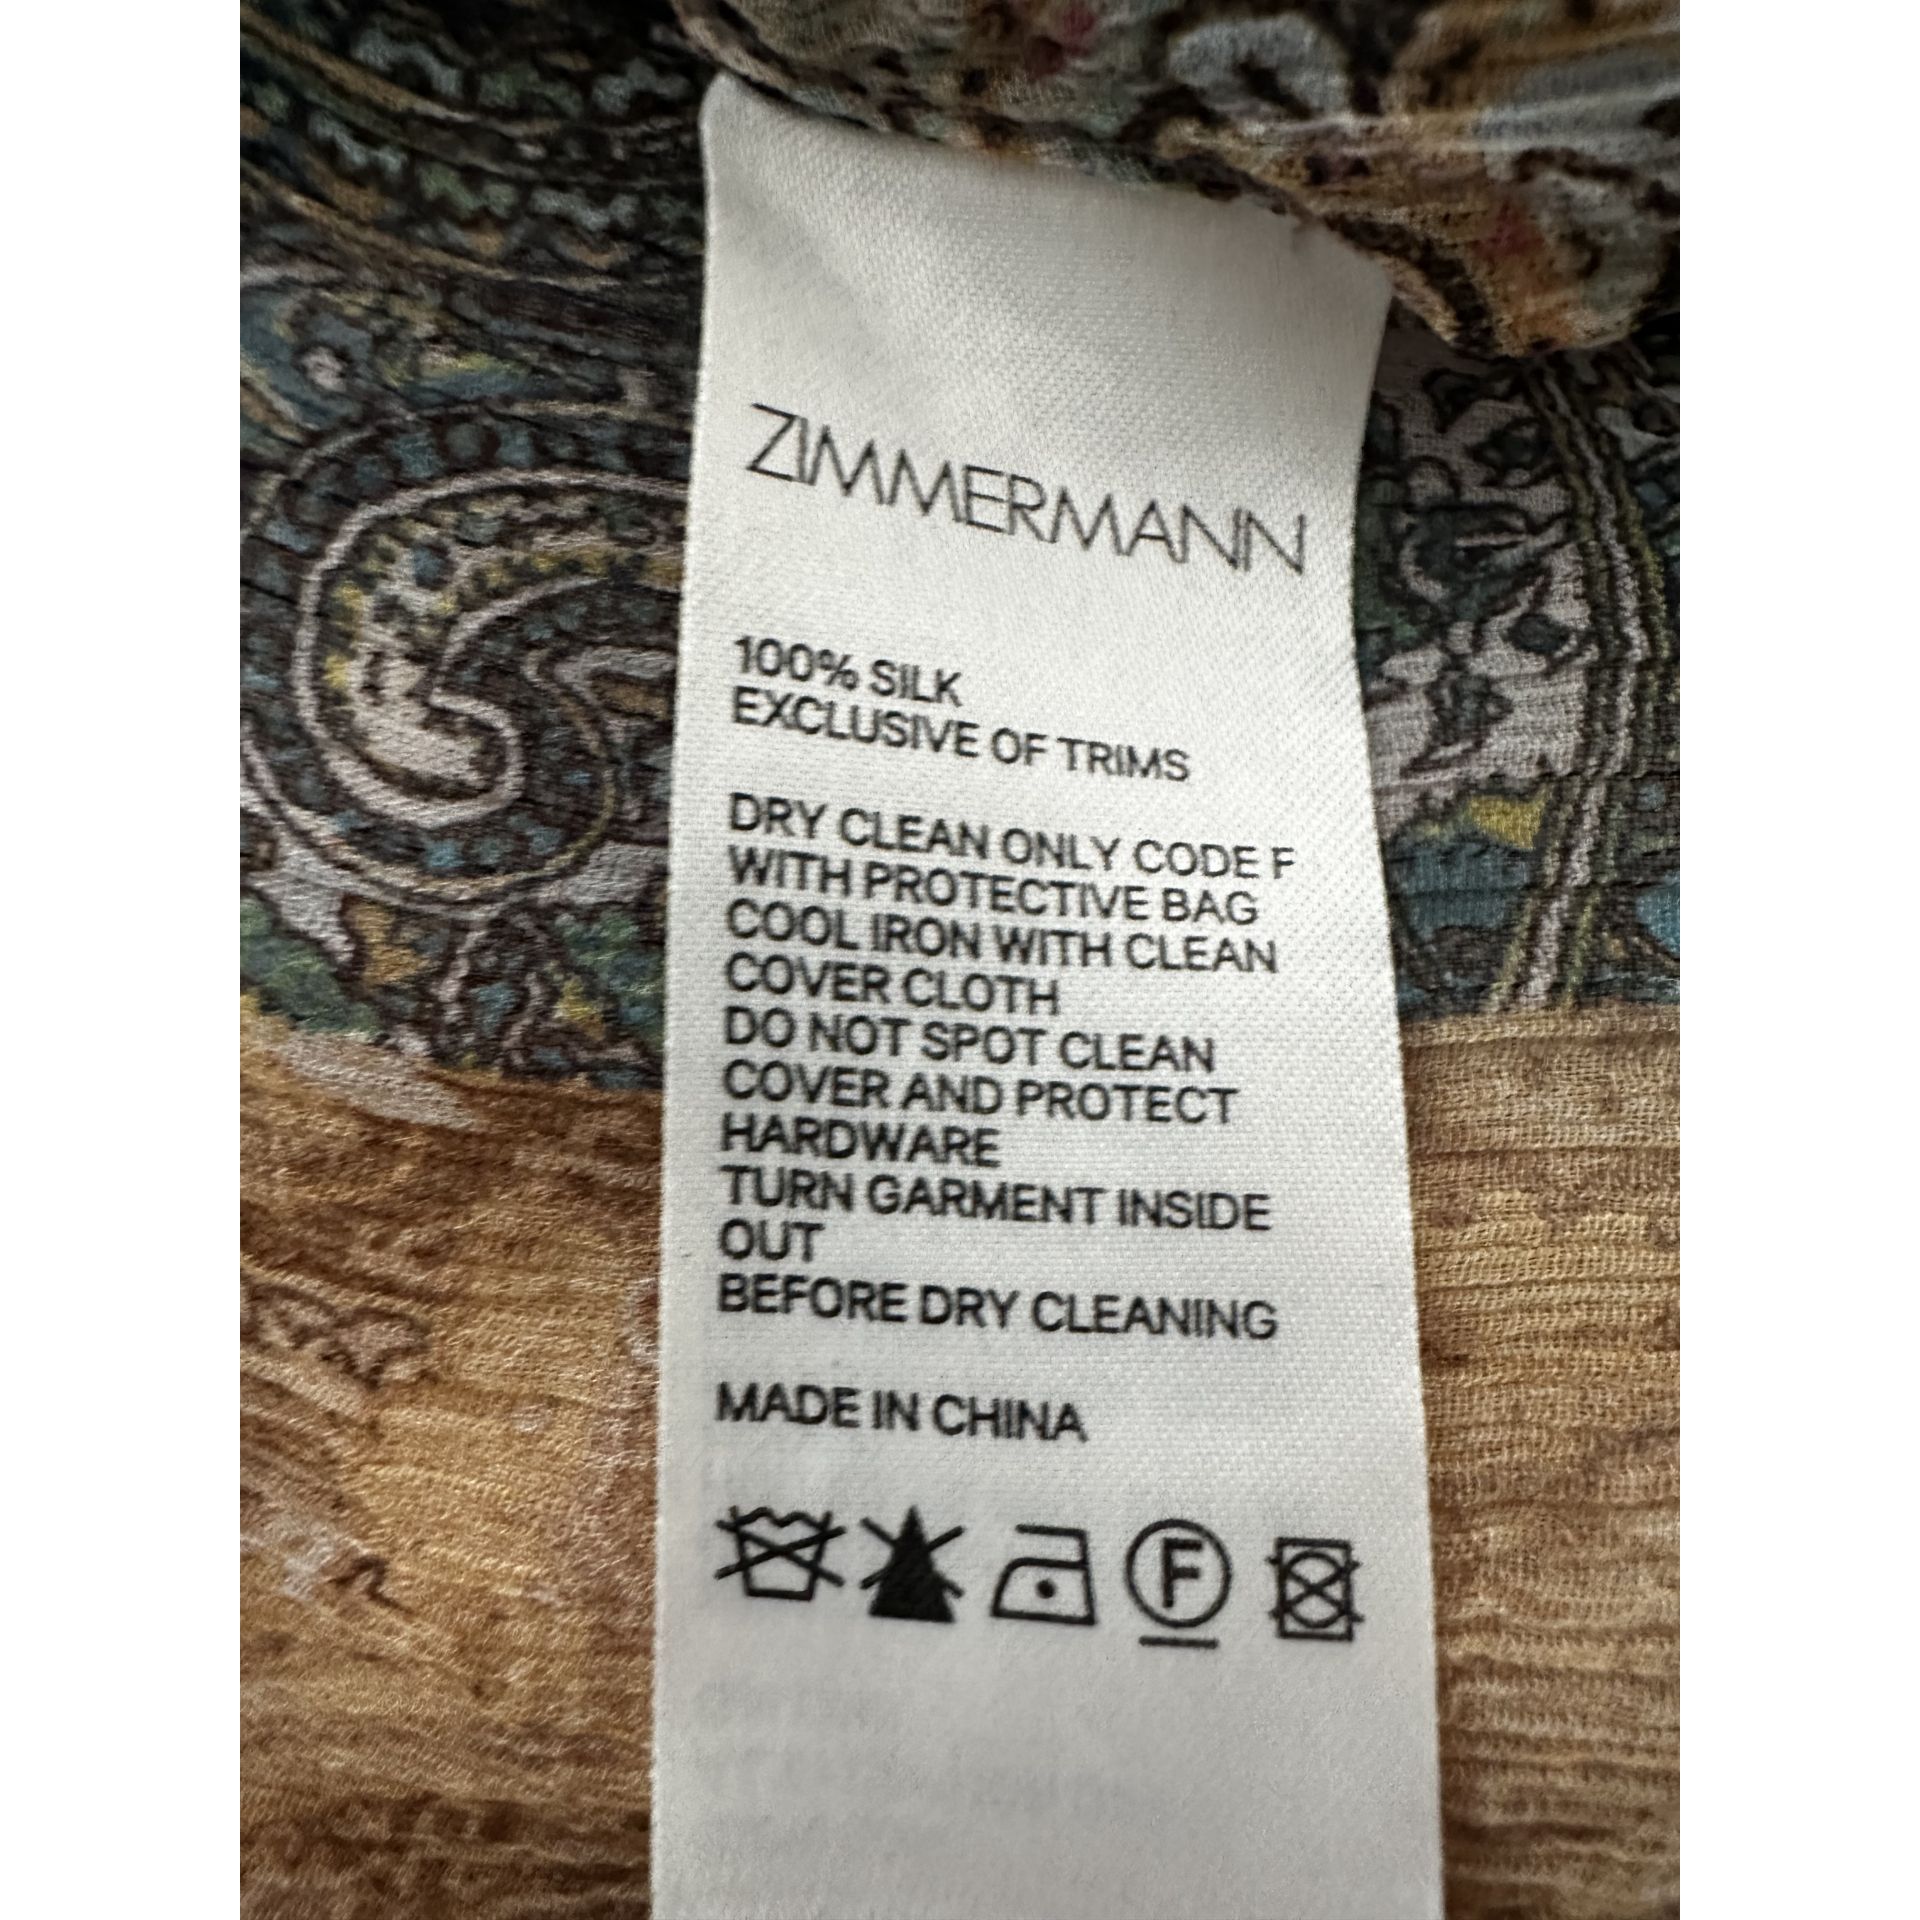 ZIMMERMANN
100% SILK
EXCLUSIVE OF TRIMS
DRY CLEAN ONLY CODE F
WITH PROTECTIVE BAG
COOL IRON WITH CLEAN
COVER CLOTH
DO NOT SPOT CLEAN
COVER AND PROTECT
HARDWARE
TURN GARMENT INSIDE
OUT
BEFORE DRY CLEANING
MADE IN CHINA
F